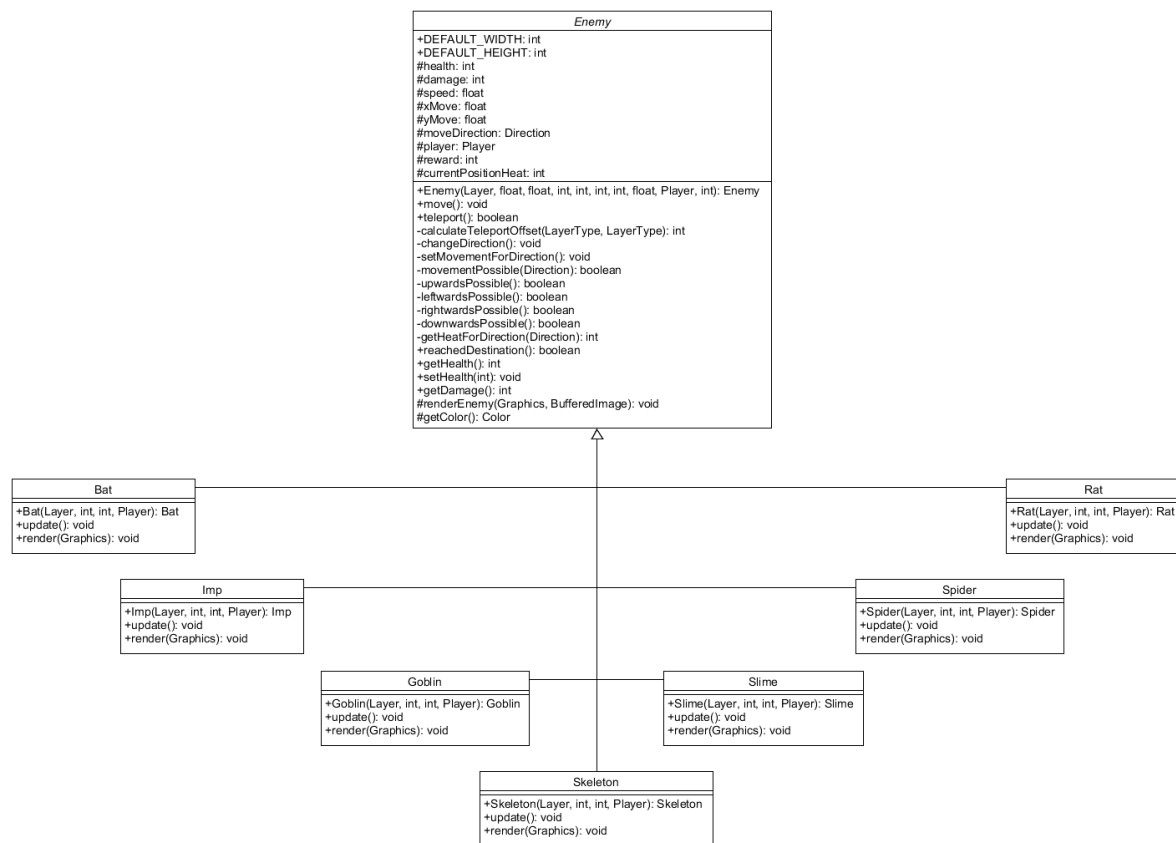 Enemy
+DEFAULT_WIDTH: int
+DEFAULT_HEIGHT: int
#health: int
#damage: int
#speed: float
#xMove: float
#yMove: float
#moveDirection: Direction
#player: Player
#reward: int
#currentPositionHeat: int
+Enemy(Layer, float, float, int, int, int, int, float, Player, int): Enemy
+move(): void
+teleport(): boolean
-calculateTeleportOffset(LayerType, LayerType): int
-changeDirection(): void
-setMovementForDirection(): void
-movementPossible(Direction): boolean
-upwardsPossible(): boolean
-leftwardsPossible(): boolean
-rightwardsPossible(): boolean
-downwardsPossible(): boolean
-getHeatForDirection(Direction): int
+reachedDestination(): boolean
+getHealth(): int
+setHealth(int): void
+getDamage(): int
#renderEnemy(Graphics, BufferedImage): void
#getColor(): Color
Bat
+Bat(Layer, int, int, Player): Bat
+update(): void
+render(Graphics): void
Rat
+Rat(Layer, int, int, Player): Rat
+update(): void
+render(Graphics): void
Imp
+Imp(Layer, int, int, Player): Imp
+update(): void
+render(Graphics): void
Spider
+Spider(Layer, int, int, Player): Spider
+update(): void
+render(Graphics): void
Goblin
+Goblin(Layer, int, int, Player): Goblin
+update(): void
+render(Graphics): void
Slime
+Slime(Layer, int, int, Player): Slime
+update(): void
+render(Graphics): void
Skeleton
+Skeleton(Layer, int, int, Player): Skeleton
+update(): void
+render(Graphics): void